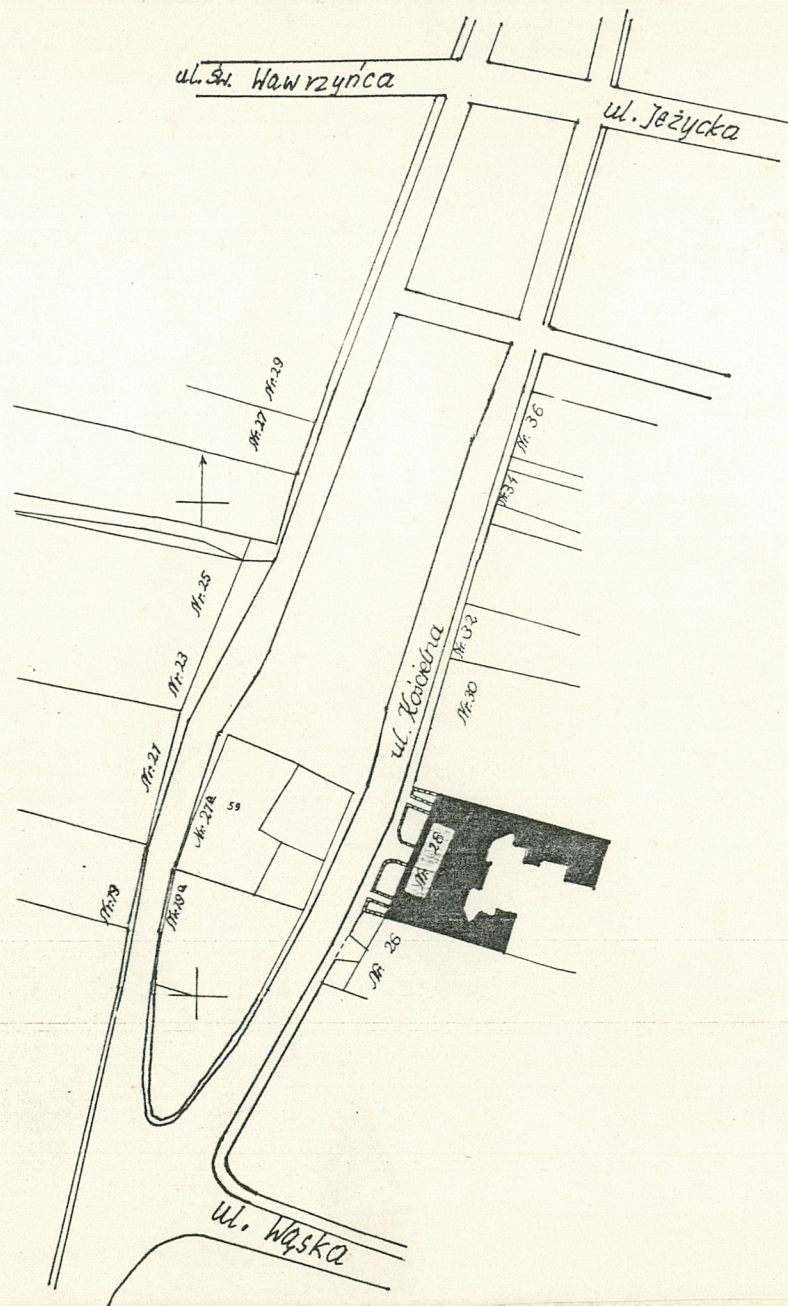 ul. Św. Wawrzyńca
ul. Jeżycka
Nr. 29
Nr. 27
Nr. 36
Nr. 34
Nr. 25
Nr. 32
ul. Kościelna
Nr. 23
Nr. 30
Nr. 21
Nr. 21a
59
Nr. 28
Nr. 19
Nr. 19a
Nr. 26
ul. Wąska